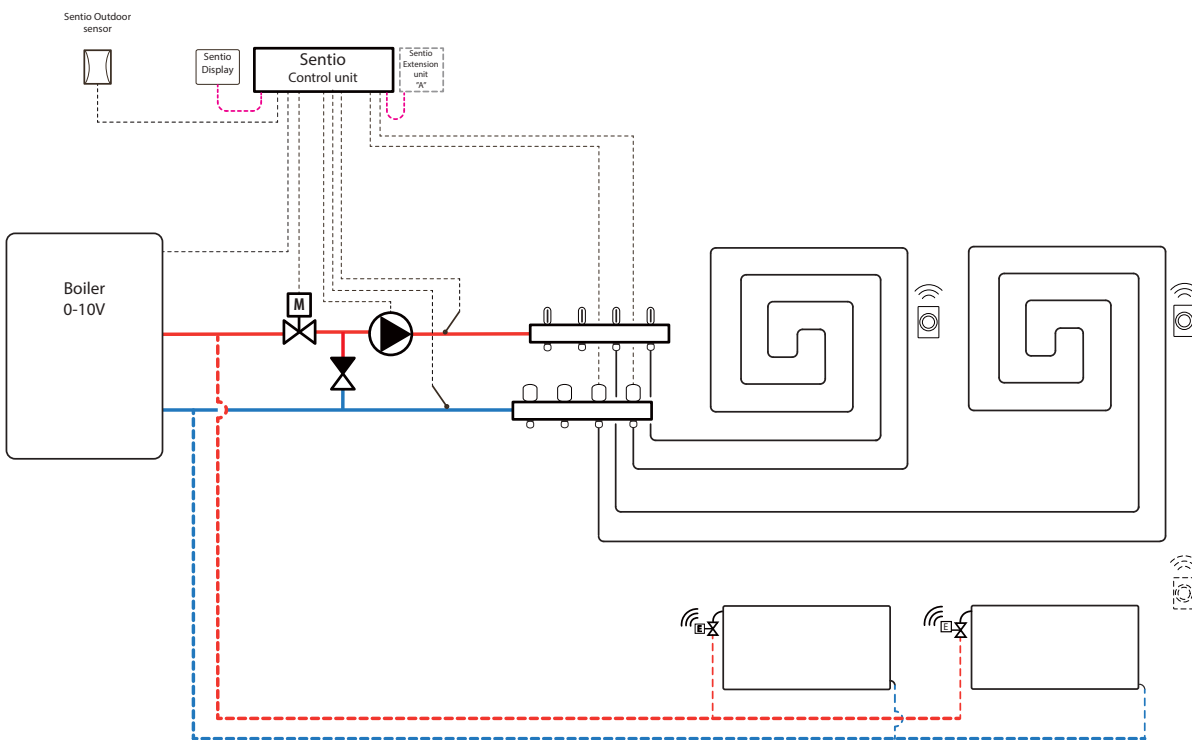 Sentio Outdoor
sensor
Sentio
Display
Sentio
Control unit
Sentio
Extension
unit
"A"
Boiler
0-10V
M
E
E